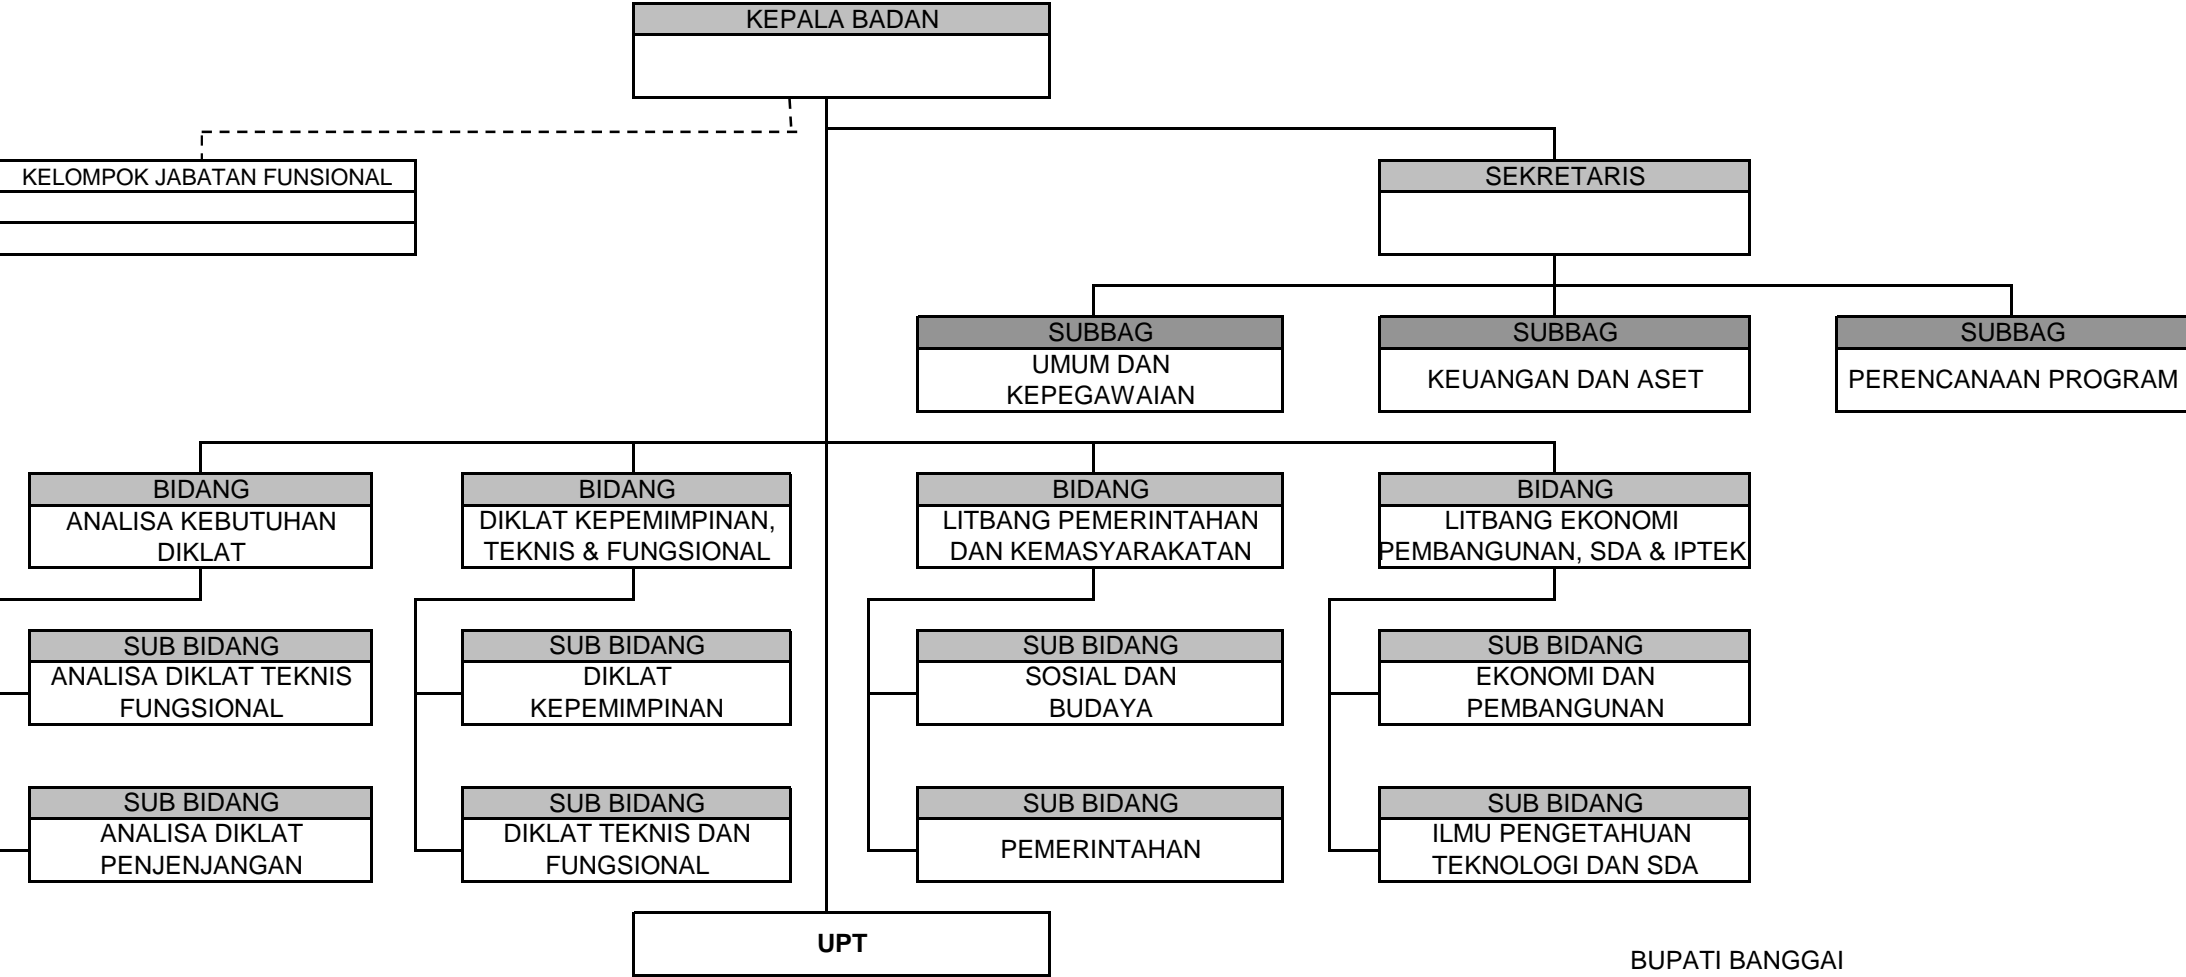 KEPALA BADAN
KELOMPOK JABATAN FUNSIONAL
SEKRETARIS
SUBBAG
UMUM DAN
KEPEGAWAIAN
SUBBAG
KEUANGAN DAN ASET
SUBBAG
PERENCANAAN PROGRAM
BIDANG
ANALISA KEBUTUHAN
DIKLAT
BIDANG
DIKLAT KEPEMIMPINAN,
TEKNIS & FUNGSIONAL
BIDANG
LITBANG PEMERINTAHAN
DAN KEMASYARAKATAN
BIDANG
LITBANG EKONOMI
PEMBANGUNAN, SDA & IPTEK
SUB BIDANG
ANALISA DIKLAT TEKNIS
FUNGSIONAL
SUB BIDANG
DIKLAT
KEPEMIMPINAN
SUB BIDANG
SOSIAL DAN
BUDAYA
SUB BIDANG
EKONOMI DAN
PEMBANGUNAN
SUB BIDANG
ANALISA DIKLAT
PENJENJANGAN
SUB BIDANG
DIKLAT TEKNIS DAN
FUNGSIONAL
SUB BIDANG
PEMERINTAHAN
SUB BIDANG
ILMU PENGETAHUAN
TEKNOLOGI DAN SDA
UPT
BUPATI BANGGAI